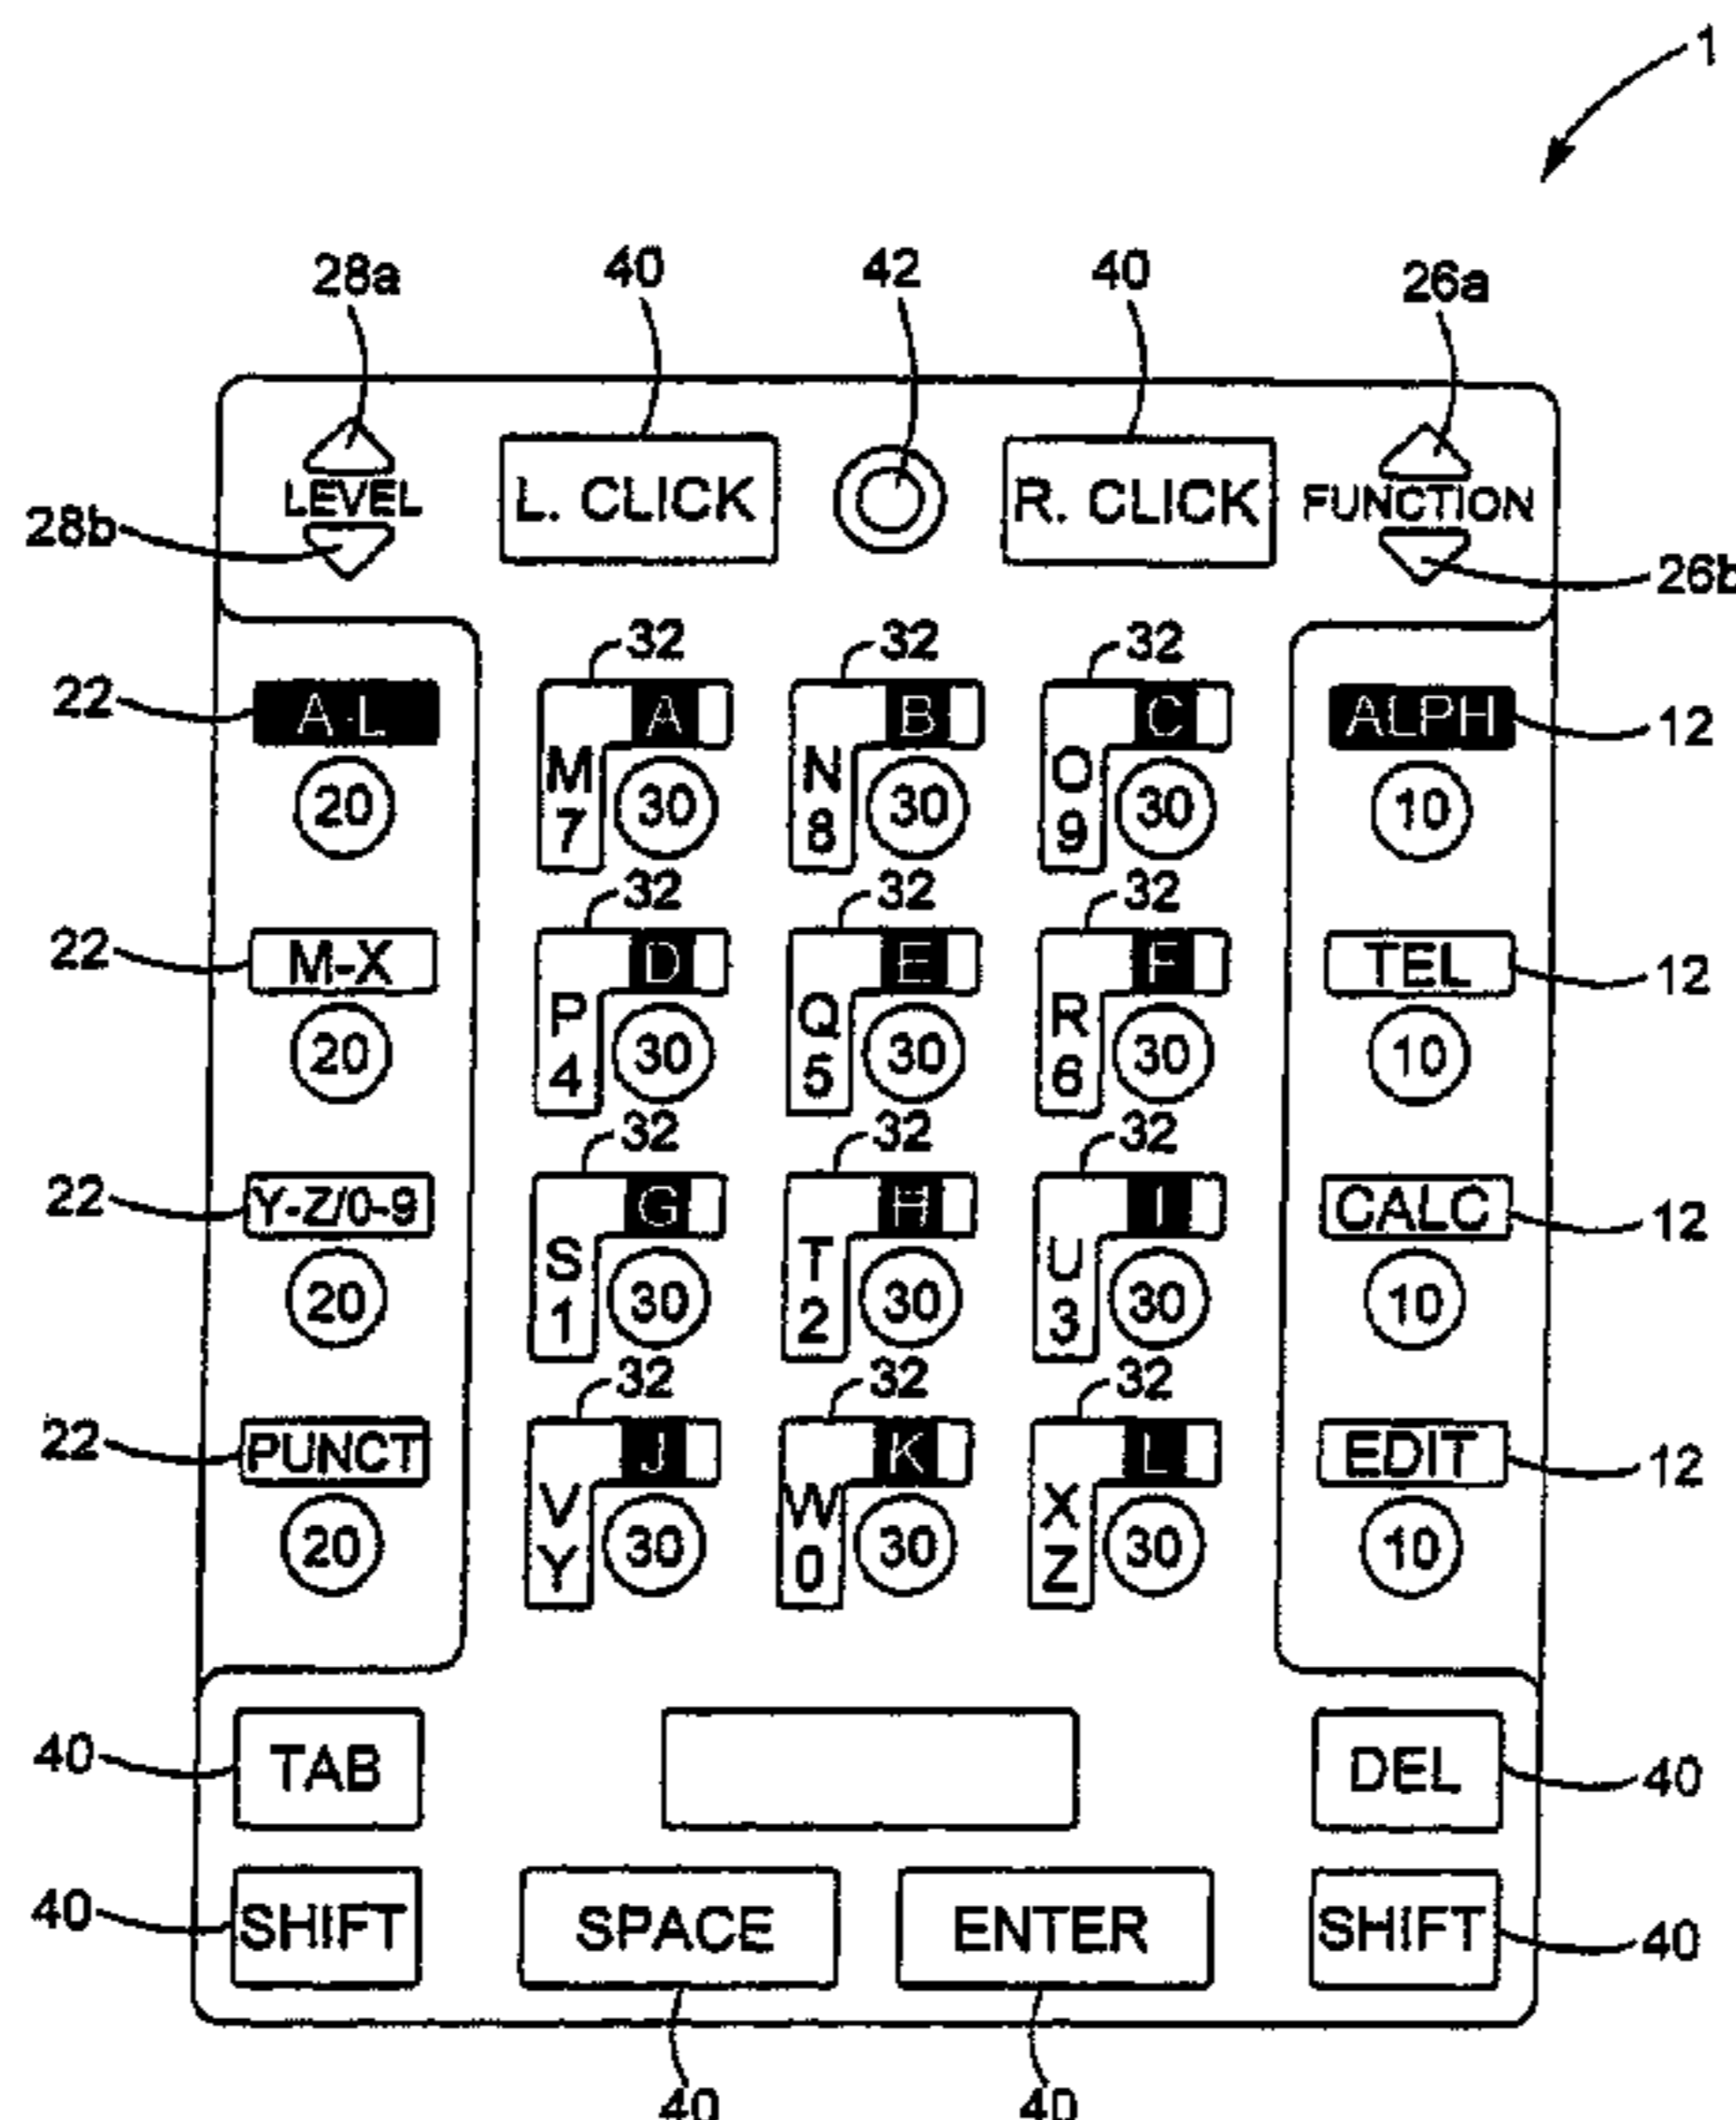 1
28a 40 42 40 26a
LEVEL L. CLICK R. CLICK FUNCTION
28b 26b
32 32 32
22 A-L A B C ALPH 12
M N O
20 7 30 8 30 9 30 10
32 32 32
22 M-X D E F TEL 12
P Q R
20 4 30 5 30 6 30 10
32 32 32
22 Y-Z/0-9 G H I CALC 12
S T U
20 1 30 2 30 3 30 10
32 32 32
22 PUNCT J K L EDIT 12
V W X
20 Y 30 0 30 Z 30 10
40 TAB DEL 40
40 SHIFT SPACE ENTER SHIFT 40
40 40